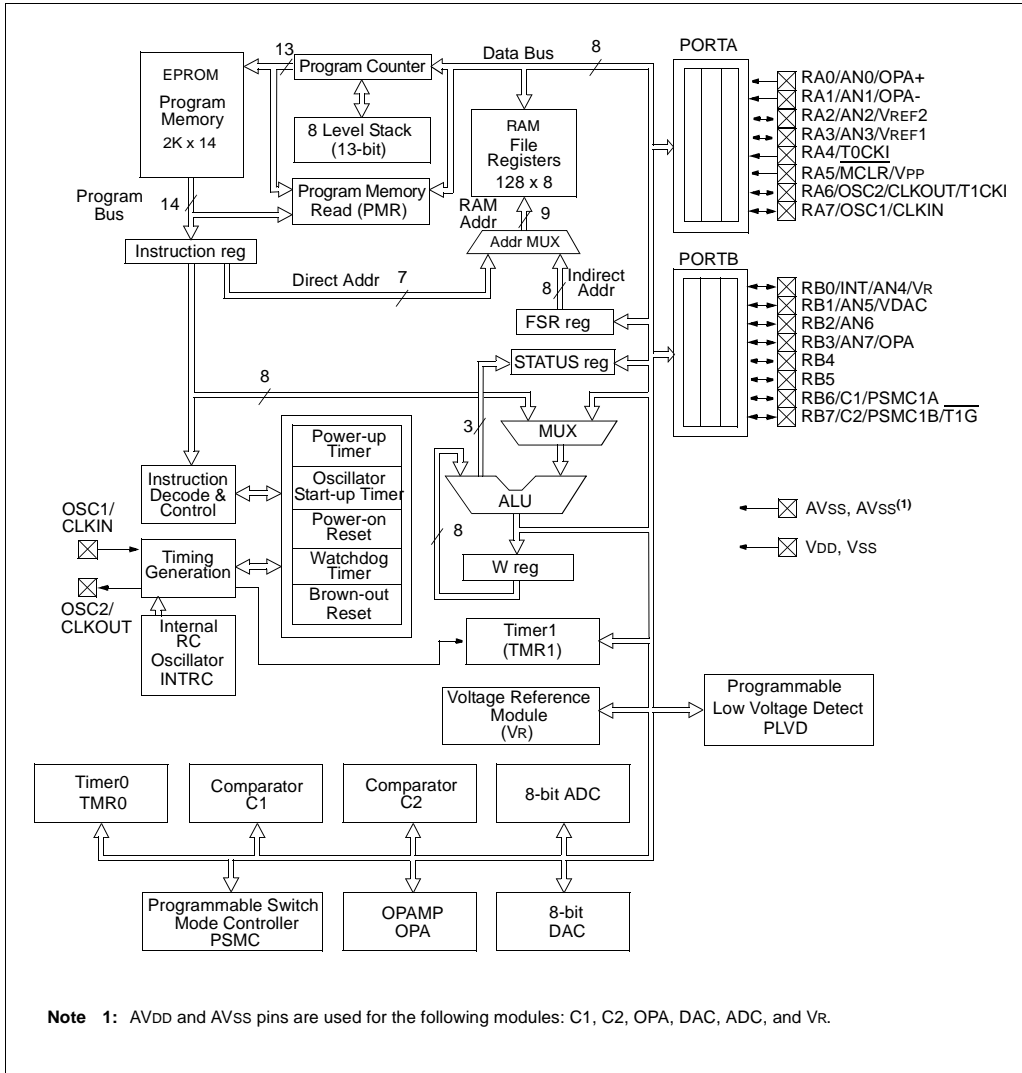 13
Data Bus
8
PORTA
EPROM
Program
Memory
2K x 14
Program Counter
8 Level Stack
(13-bit)
RAM
File
Registers
128 x 8
RA0/AN0/OPA+
RA1/AN1/OPA-
RA2/AN2/VREF2
RA3/AN3/VREF1
RA4/T0CKI
RA5/MCLR/VPP
RA6/OSC2/CLKOUT/T1CKI
RA7/OSC1/CLKIN
Program
Bus
14
Program Memory
Read (PMR)
RAM
Addr
9
Addr MUX
Instruction reg
Direct Addr
7
8
Indirect
Addr
FSR reg
STATUS reg
PORTB
RB0/INT/AN4/VR
RB1/AN5/VDAC
RB2/AN6
RB3/AN7/OPA
RB4
RB5
RB6/C1/PSMC1A
RB7/C2/PSMC1B/T1G
8
3
MUX
ALU
8
W reg
Power-up
Timer
Oscillator
Start-up Timer
Power-on
Reset
Watchdog
Timer
Brown-out
Reset
Instruction
Decode &
Control
OSC1/
CLKIN
Timing
Generation
OSC2/
CLKOUT
Internal
RC
Oscillator
INTRC
AVSS, AVSS(1)
VDD, VSS
Timer1
(TMR1)
Voltage Reference
Module
(VR)
Programmable
Low Voltage Detect
PLVD
Timer0
TMR0
Comparator
C1
Comparator
C2
8-bit ADC
Programmable Switch
Mode Controller
PSMC
OPAMP
OPA
8-bit
DAC
Note 1: AVDD and AVSS pins are used for the following modules: C1, C2, OPA, DAC, ADC, and VR.